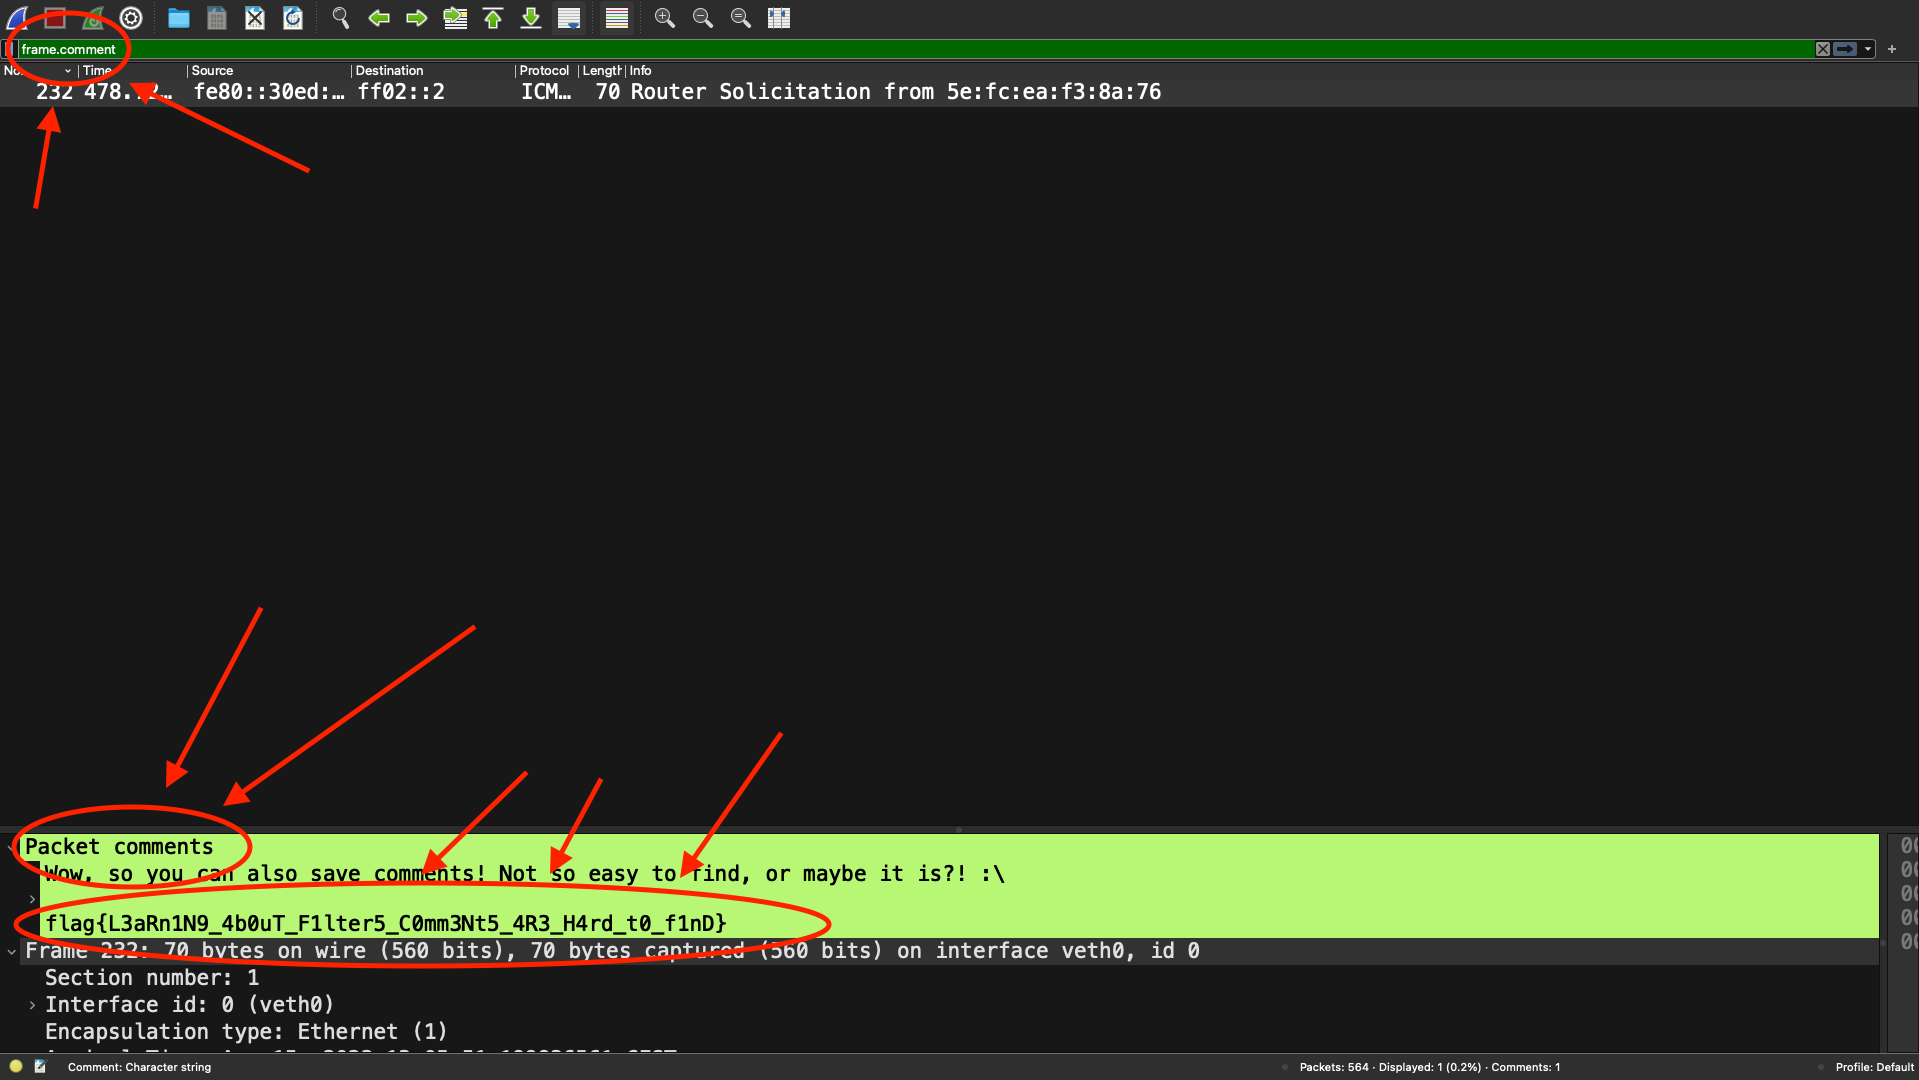 frame.comment
No. Time Source Destination Protocol Length Info
232 478.12… fe80::30ed:… ff02::2 ICM… 70 Router Solicitation from 5e:fc:ea:f3:8a:76
Packet comments
Wow, so you can also save comments! Not so easy to find, or maybe it is?! :\
flag{L3aRn1N9_4b0uT_F1lter5_C0mm3Nt5_4R3_H4rd_t0_f1nD}
Frame 232: 70 bytes on wire (560 bits), 70 bytes captured (560 bits) on interface veth0, id 0
Section number: 1
Interface id: 0 (veth0)
Encapsulation type: Ethernet (1)
00
00
00
00
00
Comment: Character string
Packets: 564 · Displayed: 1 (0.2%) · Comments: 1
Profile: Default